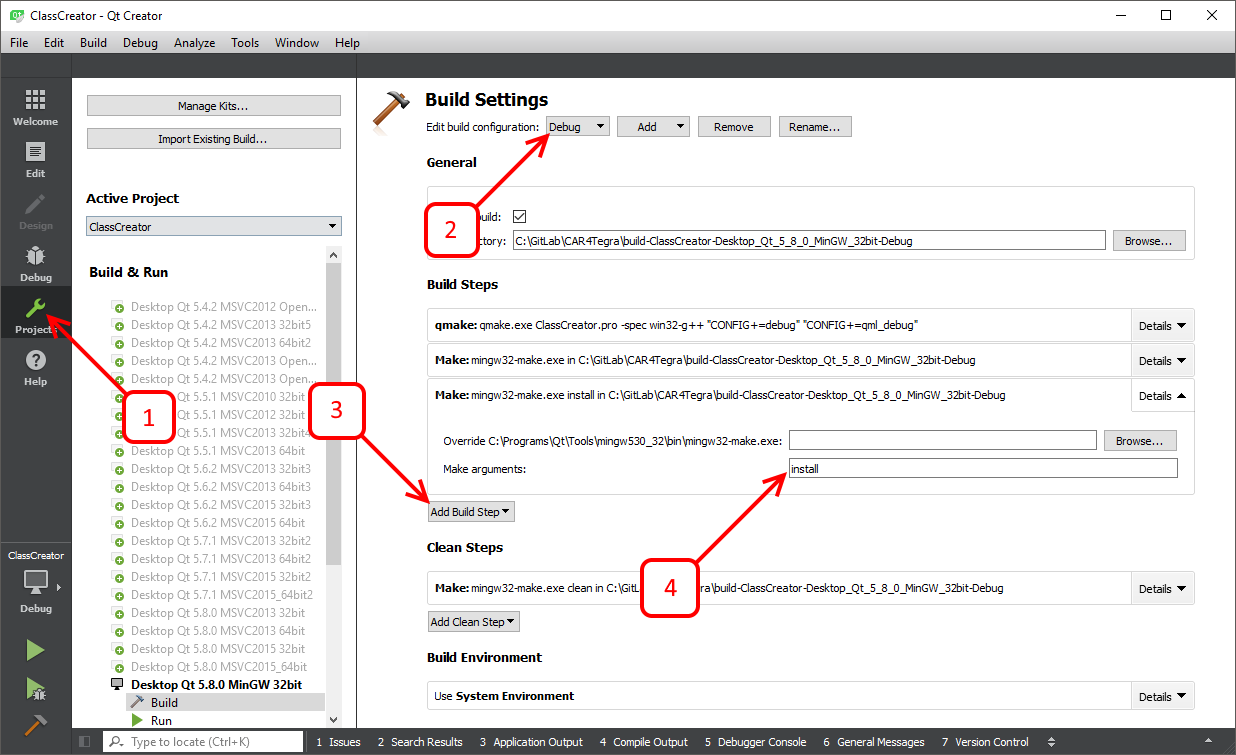 ClassCreator - Qt Creator
File Edit Build Debug Analyze Tools Window Help
Welcome
Edit
Design
Debug
Projects
Help
ClassCreator
Debug
Manage Kits...
Import Existing Build...
Active Project
ClassCreator
Build & Run
Desktop Qt 5.4.2 MSVC2012 Open...
Desktop Qt 5.4.2 MSVC2013 32bit5
Desktop Qt 5.4.2 MSVC2013 64bit2
Desktop Qt 5.4.2 MSVC2013 Open...
Desktop Qt 5.4.2 MSVC2013 Open...
Qt 5.5.1 MSVC2010 32bit
Qt 5.5.1 MSVC2012 32bit
Qt 5.5.1 MSVC2013 32bit4
Desktop Qt 5.5.1 MSVC2013 64bit
Desktop Qt 5.6.2 MSVC2013 32bit3
Desktop Qt 5.6.2 MSVC2013 64bit3
Desktop Qt 5.6.2 MSVC2015 32bit3
Desktop Qt 5.6.2 MSVC2015 64bit
Desktop Qt 5.7.1 MSVC2013 32bit2
Desktop Qt 5.7.1 MSVC2013 64bit2
Desktop Qt 5.7.1 MSVC2015 32bit2
Desktop Qt 5.7.1 MSVC2015_64bit2
Desktop Qt 5.8.0 MSVC2013 32bit
Desktop Qt 5.8.0 MSVC2013 64bit
Desktop Qt 5.8.0 MSVC2015 32bit
Desktop Qt 5.8.0 MSVC2015_64bit
Desktop Qt 5.8.0 MinGW 32bit
Build
Run
1
Build Settings
Edit build configuration: Debug Add Remove Rename...
General
2
build:
ctory: C:\GitLab\CAR4Tegra\build-ClassCreator-Desktop_Qt_5_8_0_MinGW_32bit-Debug Browse...
Build Steps
qmake: qmake.exe ClassCreator.pro -spec win32-g++ "CONFIG+=debug" "CONFIG+=qml_debug" Details
Make: mingw32-make.exe in C:\GitLab\CAR4Tegra\build-ClassCreator-Desktop_Qt_5_8_0_MinGW_32bit-Debug Details
Make: mingw32-make.exe install in C:\GitLab\CAR4Tegra\build-ClassCreator-Desktop_Qt_5_8_0_MinGW_32bit-Debug Details
3
Override C:\Programs\Qt\Tools\mingw530_32\bin\mingw32-make.exe: Browse...
Make arguments: install
Add Build Step
Clean Steps
4
Make: mingw32-make.exe clean in C:\GitL ra\build-ClassCreator-Desktop_Qt_5_8_0_MinGW_32bit-Debug Details
Add Clean Step
Build Environment
Use System Environment Details
Type to locate (Ctrl+K) 1 Issues 2 Search Results 3 Application Output 4 Compile Output 5 Debugger Console 6 General Messages 7 Version Control